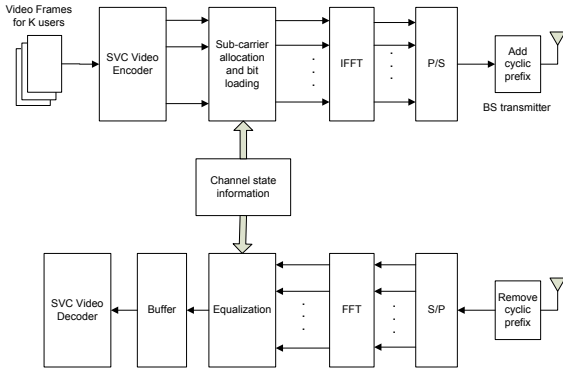 Video Frames
for K users
SVC Video
Encoder
Sub-carrier
allocation
and bit
loading
IFFT
P/S
Add
cyclic
prefix
BS transmitter
Channel state
information
SVC Video
Decoder
Buffer
Equalization
FFT
S/P
Remove
cyclic
prefix